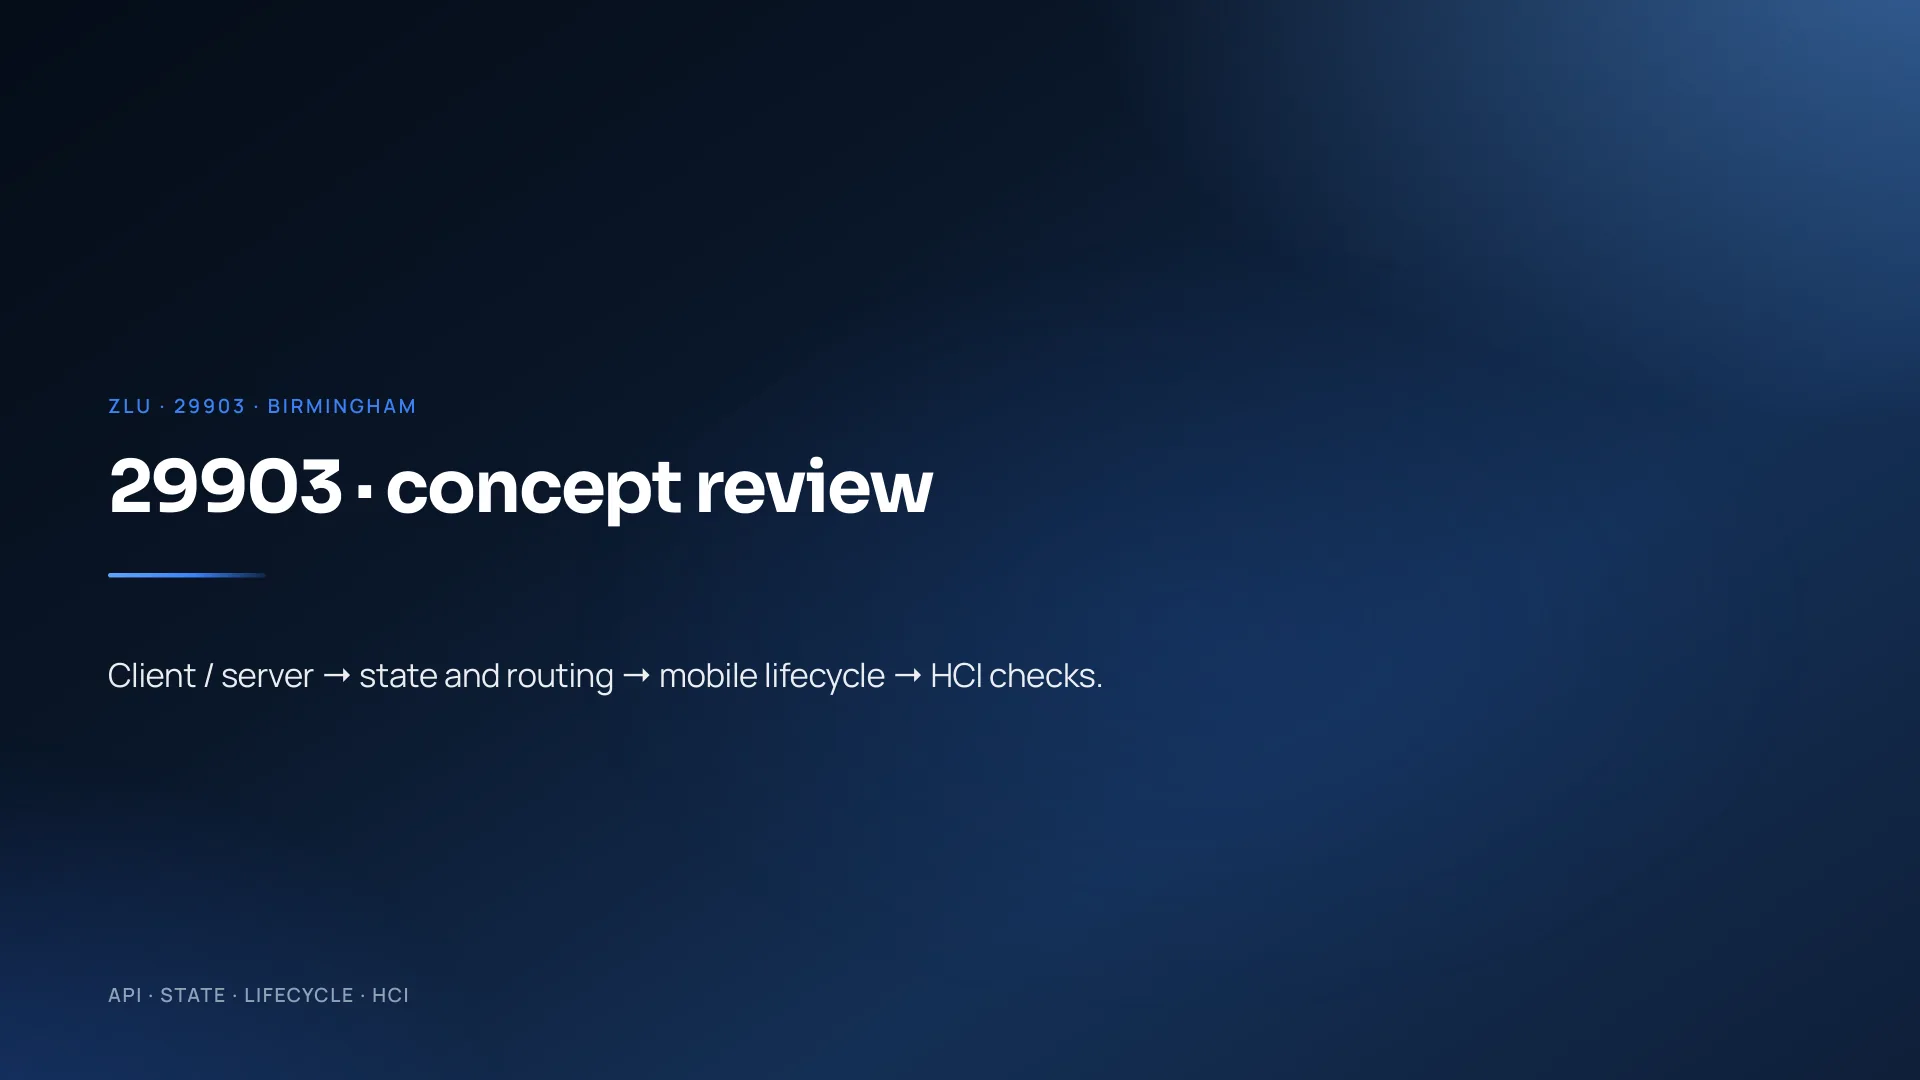 ZLU · 29903 · BIRMINGHAM
29903 · concept review
Client / server → state and routing → mobile lifecycle → HCI checks.
API · STATE · LIFECYCLE · HCI